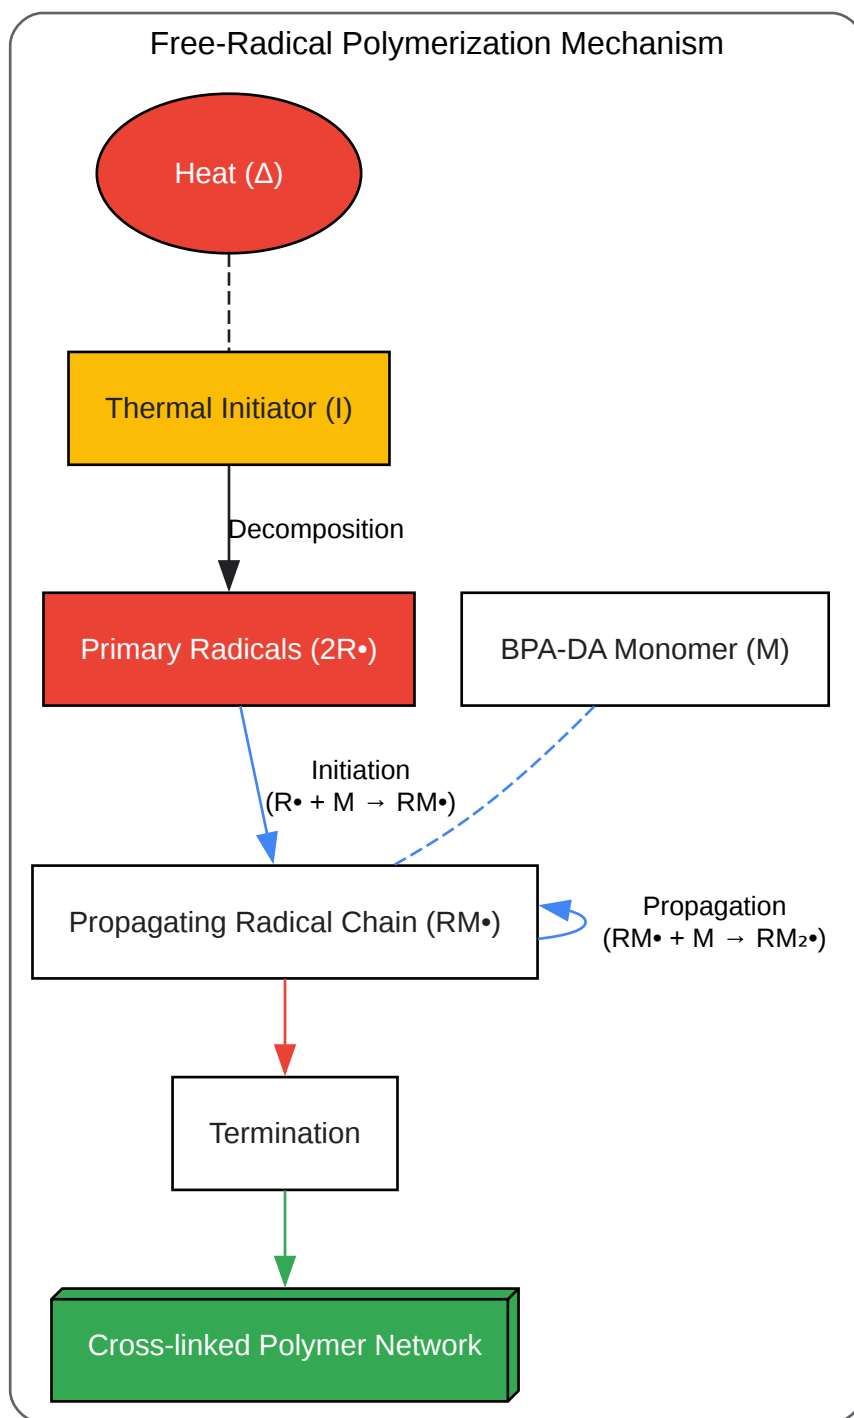 Free-Radical Polymerization Mechanism
Heat (Δ)
Thermal Initiator (I)
Decomposition
Primary Radicals (2R•)
BPA-DA Monomer (M)
Initiation
(R• + M → RM•)
Propagating Radical Chain (RM•)
Propagation
(RM• + M → RM₂•)
Termination
Cross-linked Polymer Network